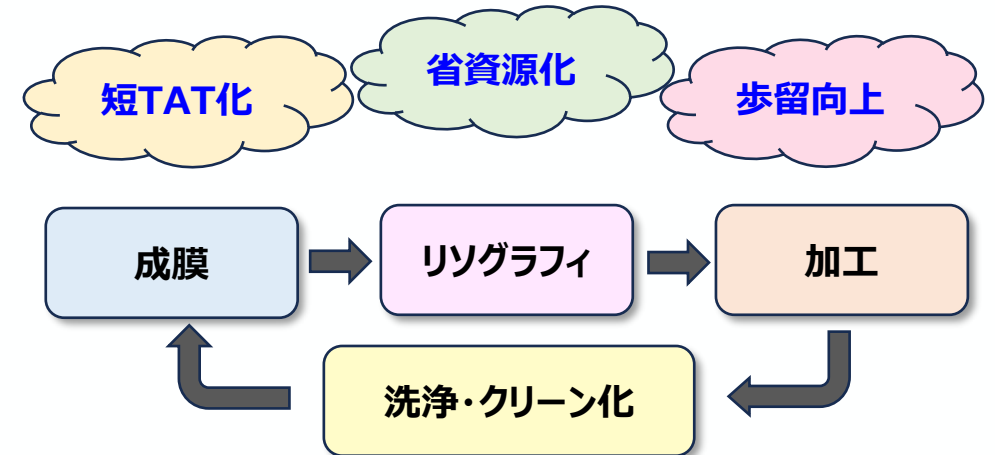 短TAT化
省資源化
歩留向上
成膜
リソグラフィ
加工
洗浄・クリーン化